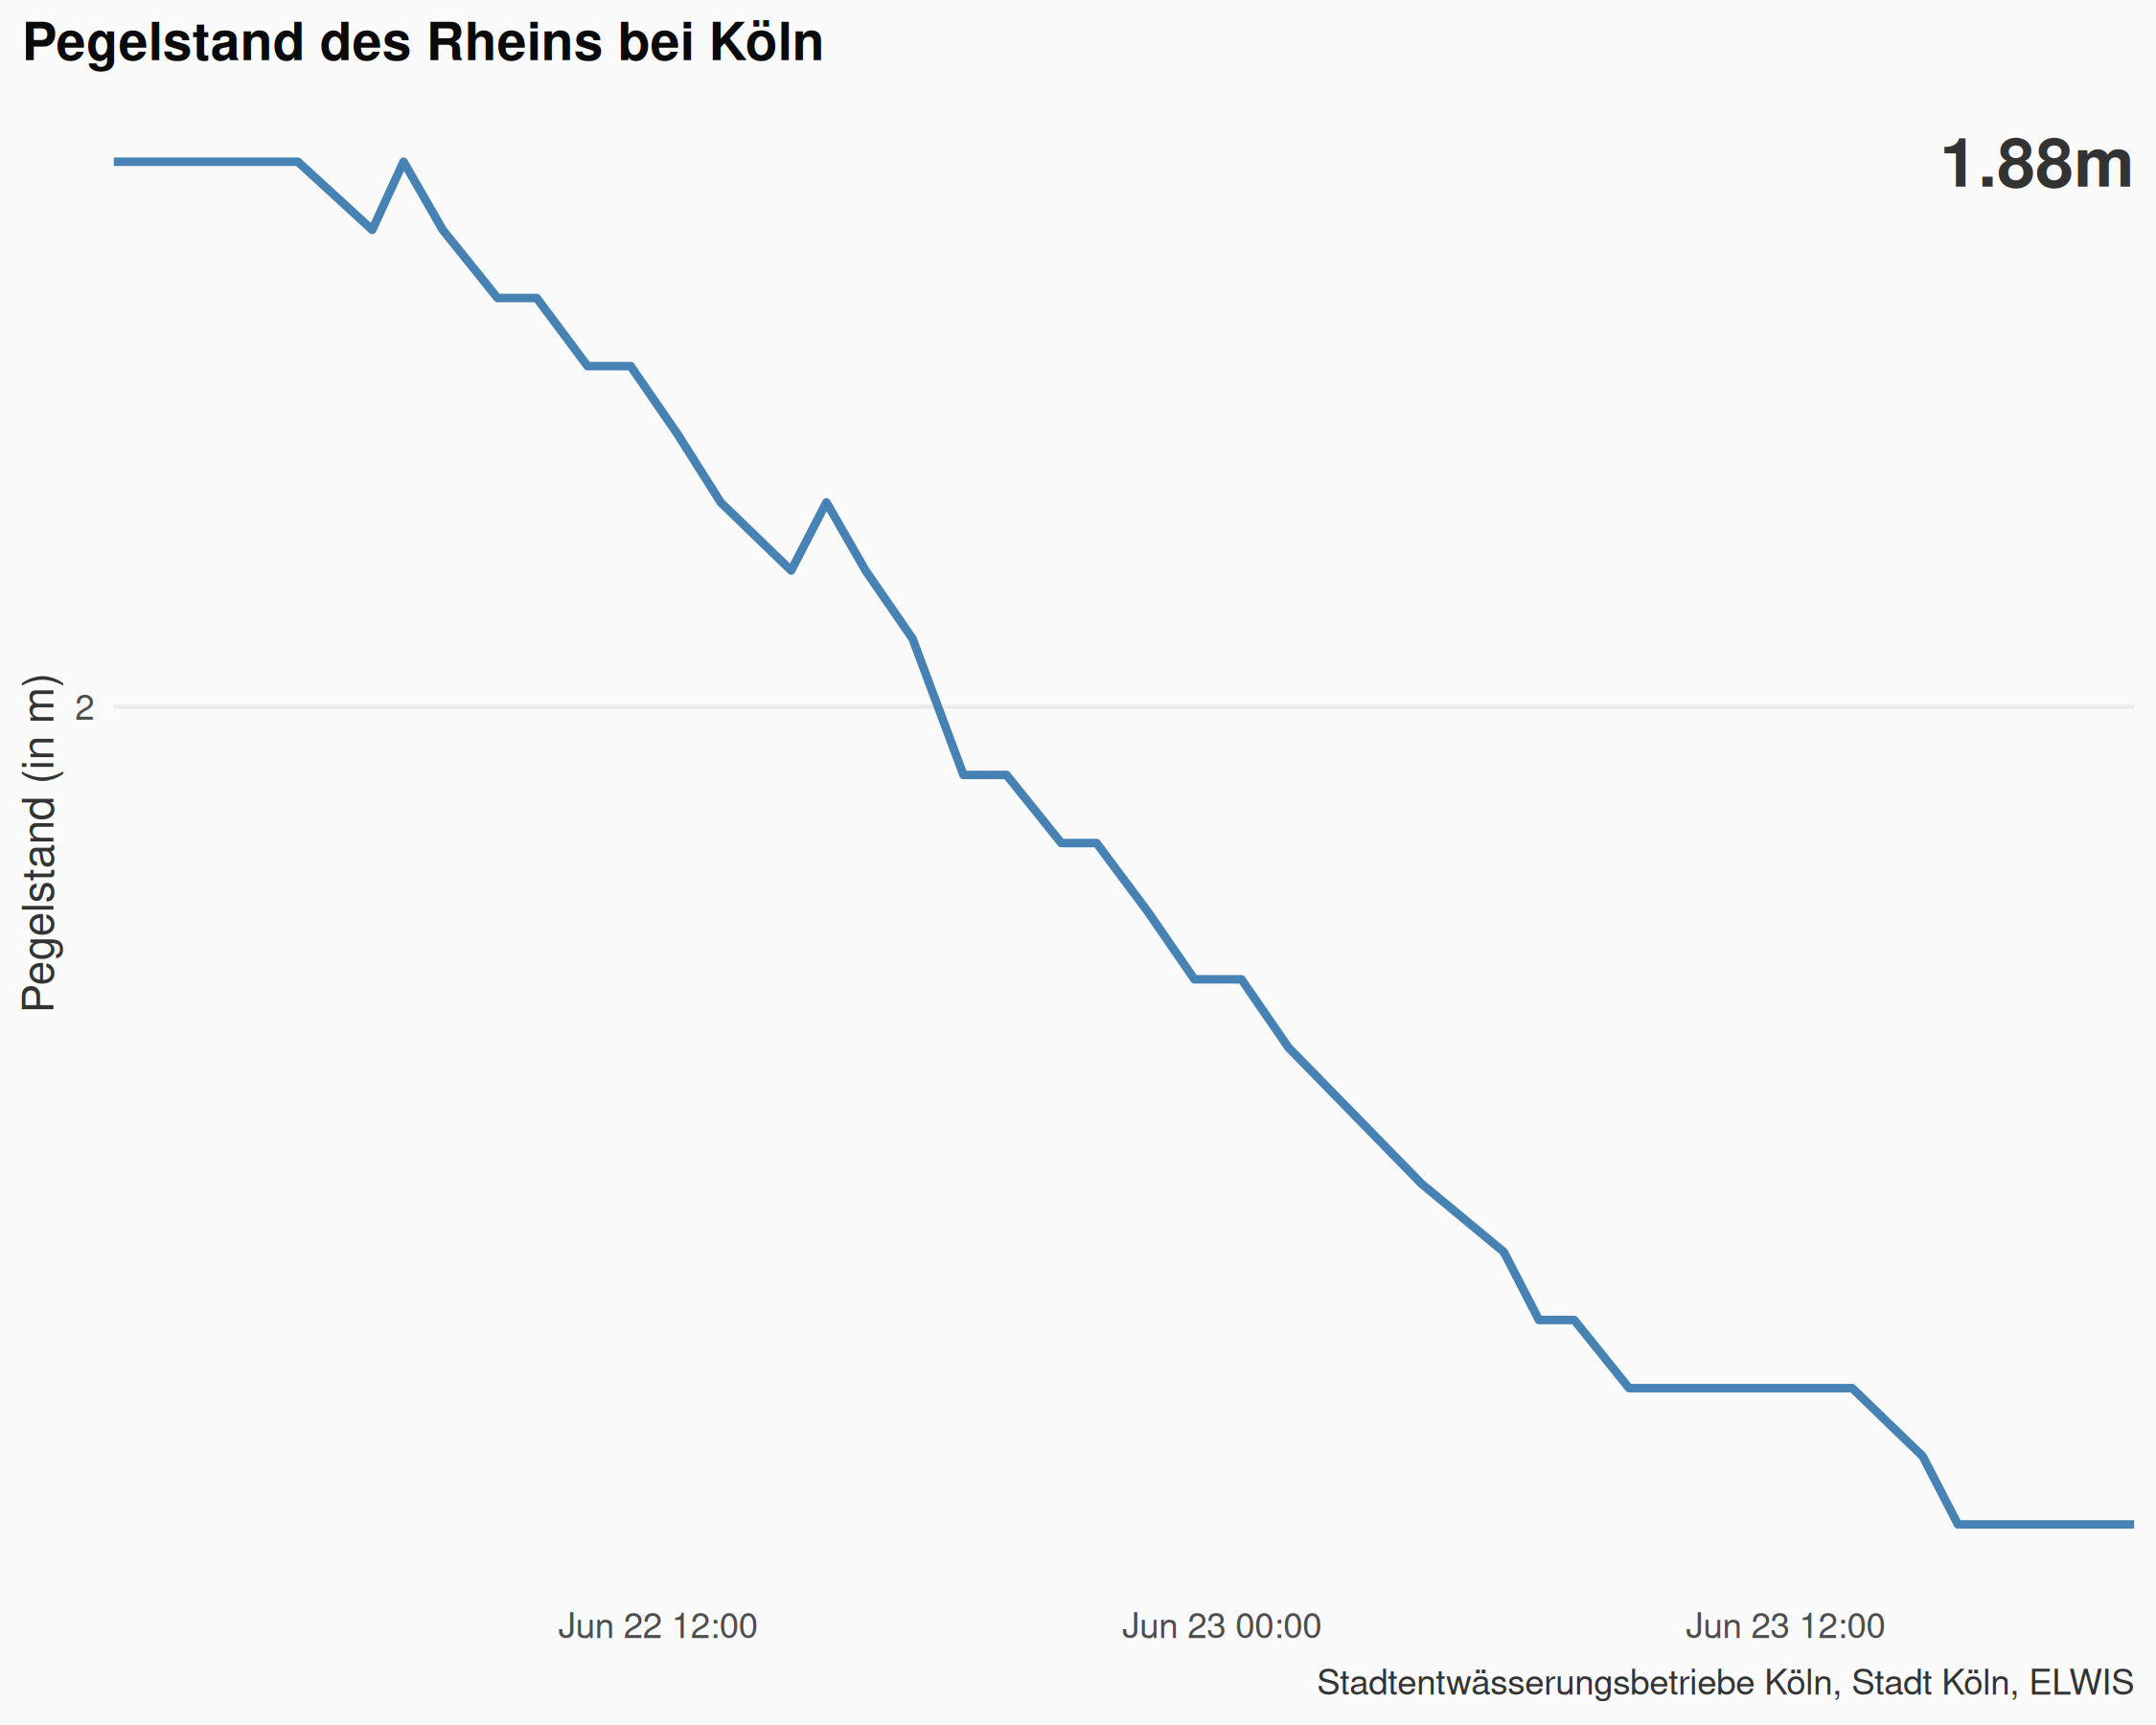 Pegelstand des Rheins bei Köln
1.88m
Pegelstand (in m)
2
Jun 22 12:00
Jun 23 00:00
Jun 23 12:00
Stadtentwässerungsbetriebe Köln, Stadt Köln, ELWIS